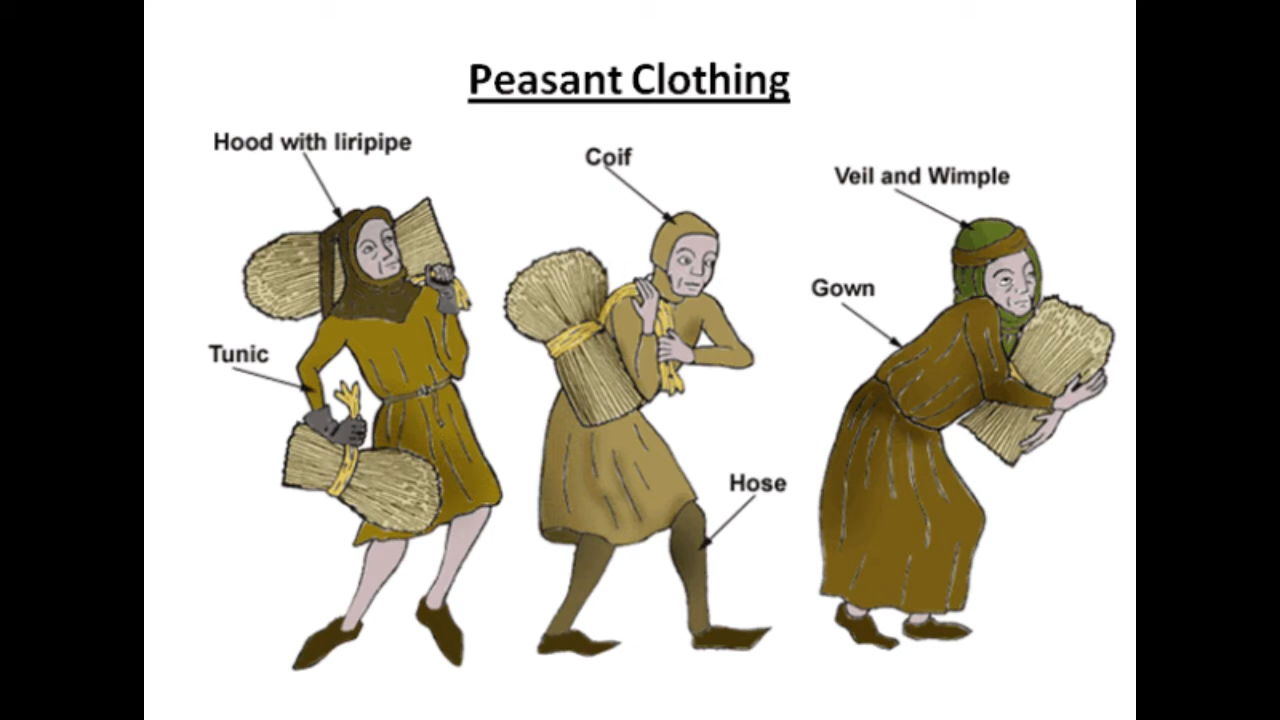 Peasant Clothing
Hood with liripipe
Coif
Veil and Wimple
Gown
Tunic
Hose